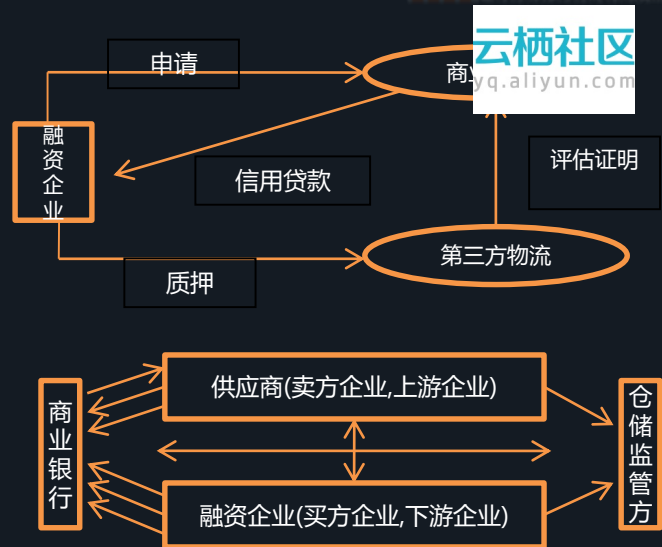 云栖社区
yq.aliyun.com
申请
商
融资企业
信用贷款
评估证明
第三方物流
质押
供应商(卖方企业,上游企业)
商业银行
仓储监管方
融资企业(买方企业,下游企业)